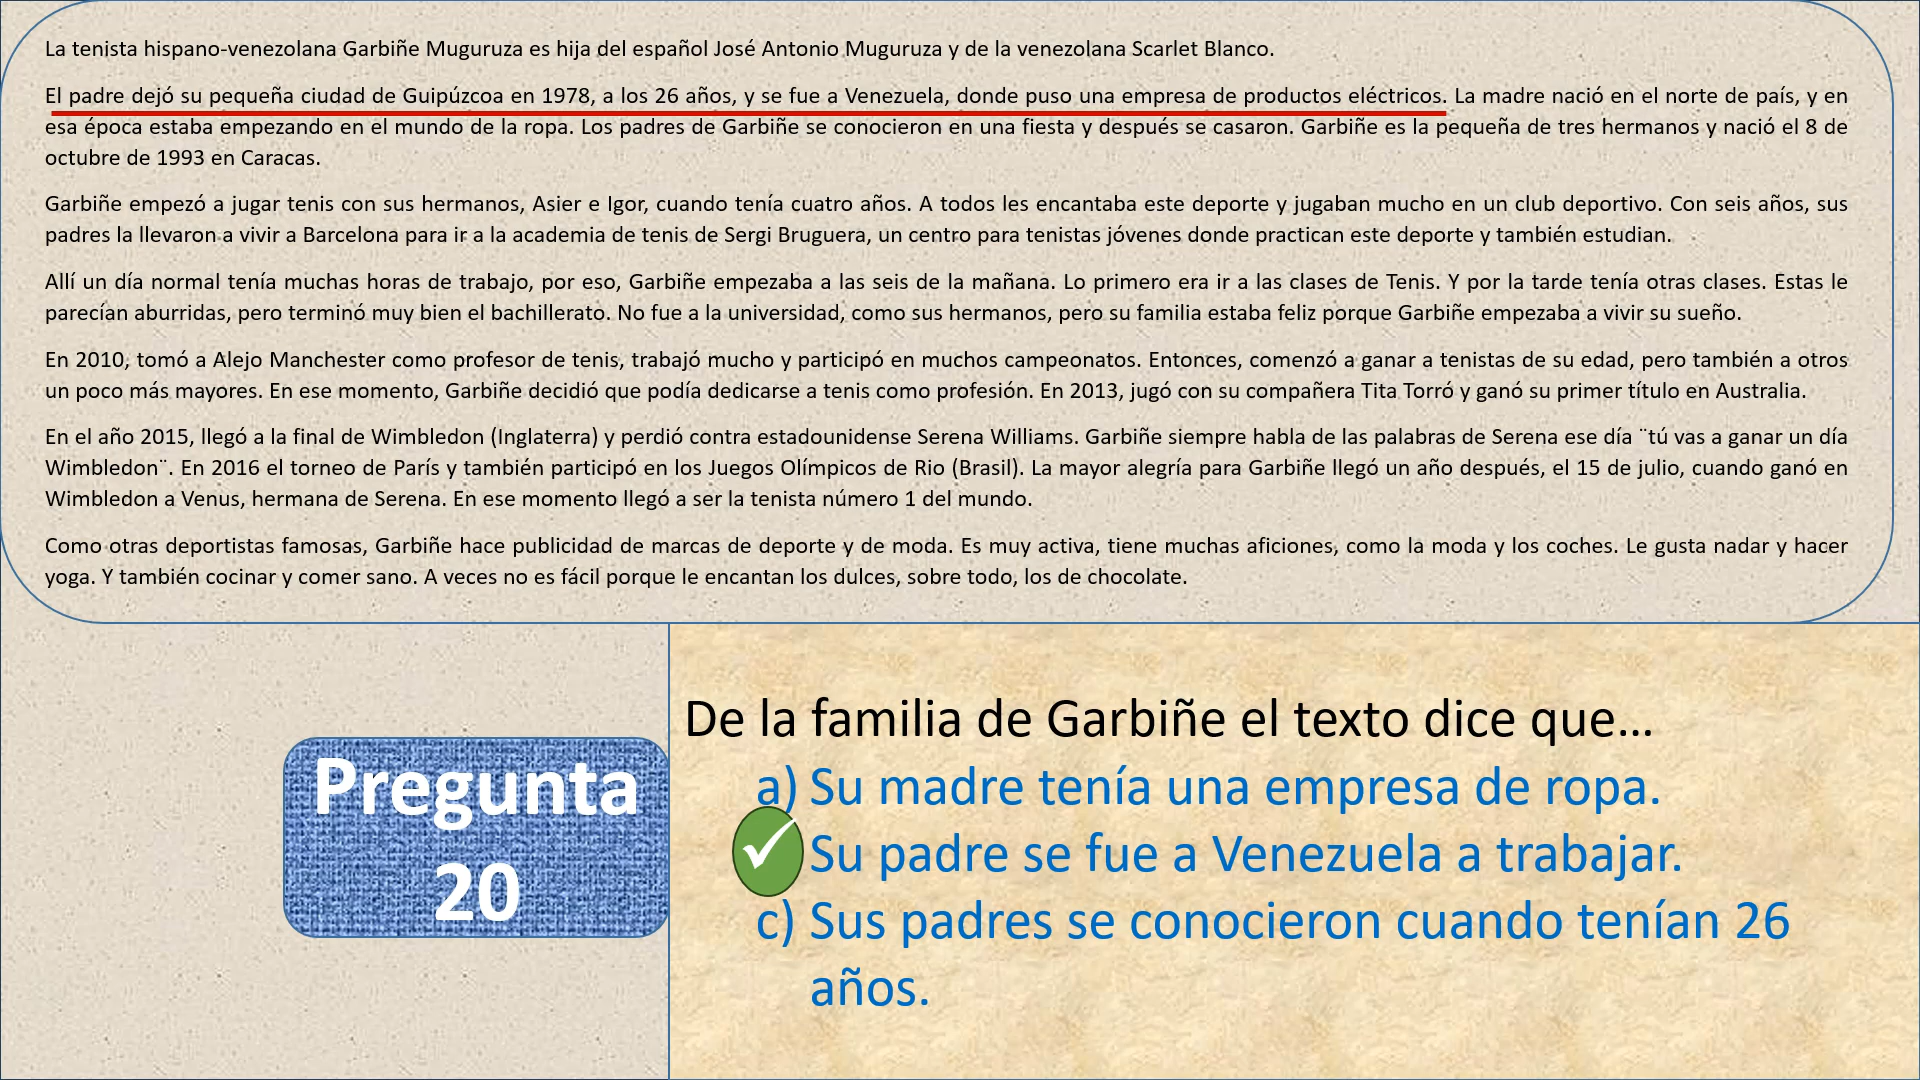 La tenista hispano-venezolana Garbiñe Muguruza es hija del español José Antonio Muguruza y de la venezolana Scarlet Blanco.
El padre dejó su pequeña ciudad de Guipúzcoa en 1978, a los 26 años, y se fue a Venezuela, donde puso una empresa de productos eléctricos. La madre nació en el norte de país, y en
esa época estaba empezando en el mundo de la ropa. Los padres de Garbiñe se conocieron en una fiesta y después se casaron. Garbiñe es la pequeña de tres hermanos y nació el 8 de
octubre de 1993 en Caracas.
Garbiñe empezó a jugar tenis con sus hermanos, Asier e Igor, cuando tenía cuatro años. A todos les encantaba este deporte y jugaban mucho en un club deportivo. Con seis años, sus
padres la llevaron a vivir a Barcelona para ir a la academia de tenis de Sergi Bruguera, un centro para tenistas jóvenes donde practican este deporte y también estudian.
Allí un día normal tenía muchas horas de trabajo, por eso, Garbiñe empezaba a las seis de la mañana. Lo primero era ir a las clases de Tenis. Y por la tarde tenía otras clases. Estas le
parecían aburridas, pero terminó muy bien el bachillerato. No fue a la universidad, como sus hermanos, pero su familia estaba feliz porque Garbiñe empezaba a vivir su sueño.
En 2010, tomó a Alejo Manchester como profesor de tenis, trabajó mucho y participó en muchos campeonatos. Entonces, comenzó a ganar a tenistas de su edad, pero también a otros
un poco más mayores. En ese momento, Garbiñe decidió que podía dedicarse a tenis como profesión. En 2013, jugó con su compañera Tita Torró y ganó su primer título en Australia.
En el año 2015, llegó a la final de Wimbledon (Inglaterra) y perdió contra estadounidense Serena Williams. Garbiñe siempre habla de las palabras de Serena ese día ¨tú vas a ganar un día
Wimbledon¨. En 2016 el torneo de París y también participó en los Juegos Olímpicos de Rio (Brasil). La mayor alegría para Garbiñe llegó un año después, el 15 de julio, cuando ganó en
Wimbledon a Venus, hermana de Serena. En ese momento llegó a ser la tenista número 1 del mundo.
Como otras deportistas famosas, Garbiñe hace publicidad de marcas de deporte y de moda. Es muy activa, tiene muchas aficiones, como la moda y los coches. Le gusta nadar y hacer
yoga. Y también cocinar y comer sano. A veces no es fácil porque le encantan los dulces, sobre todo, los de chocolate.
Pregunta
20
De la familia de Garbiñe el texto dice que…
a) Su madre tenía una empresa de ropa.
Su padre se fue a Venezuela a trabajar.
c) Sus padres se conocieron cuando tenían 26
años.